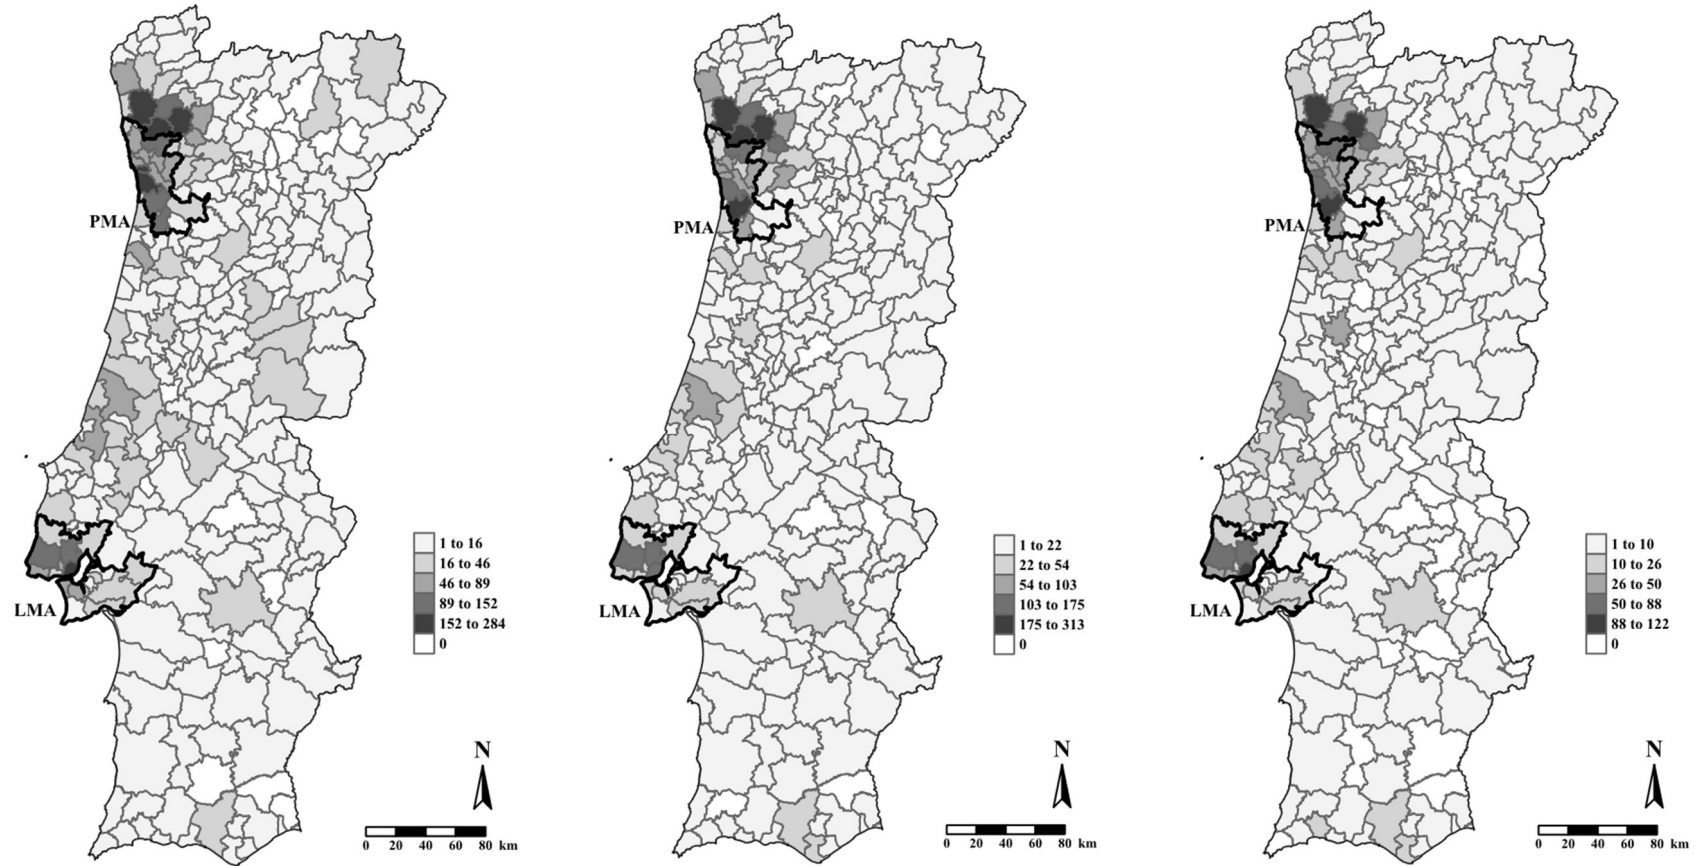 PMA
LMA
1 to 16
16 to 46
46 to 89
89 to 152
152 to 284
0
N
0 20 40 60 80 km
PMA
LMA
1 to 22
22 to 54
54 to 103
103 to 175
175 to 313
0
N
0 20 40 60 80 km
PMA
LMA
1 to 10
10 to 26
26 to 50
50 to 88
88 to 122
0
N
0 20 40 60 80 km